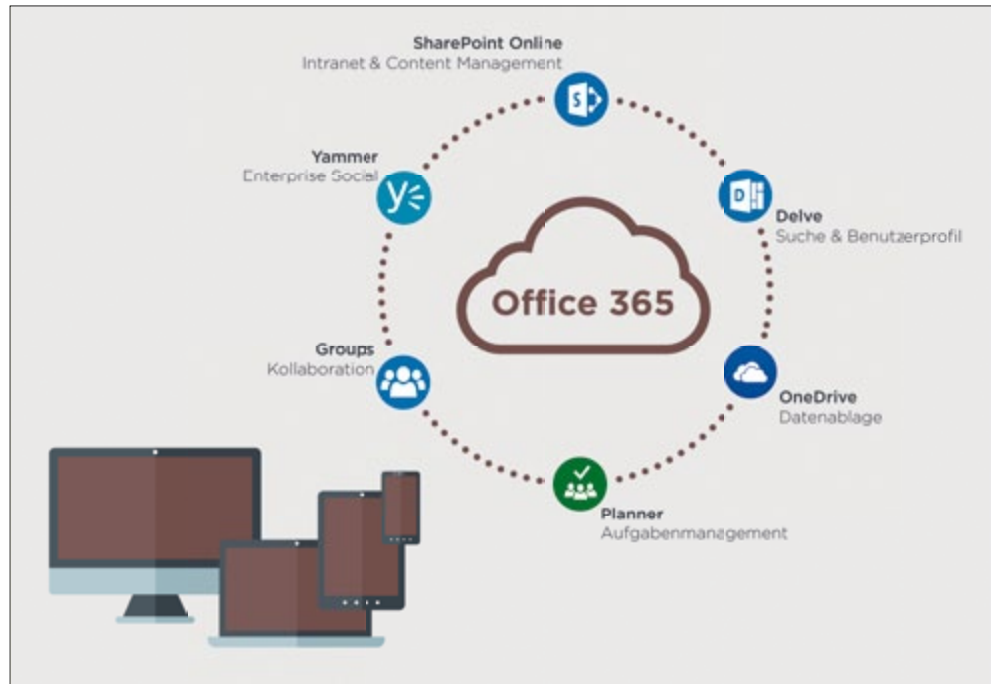 SharePoint Online
Intranet & Content Management
Yammer
Enterprise Social
Delve
Suche & Benutzerprofil
Office 365
Groups
Kollaboration
OneDrive
Datenablage
Planner
Aufgabenmanagement